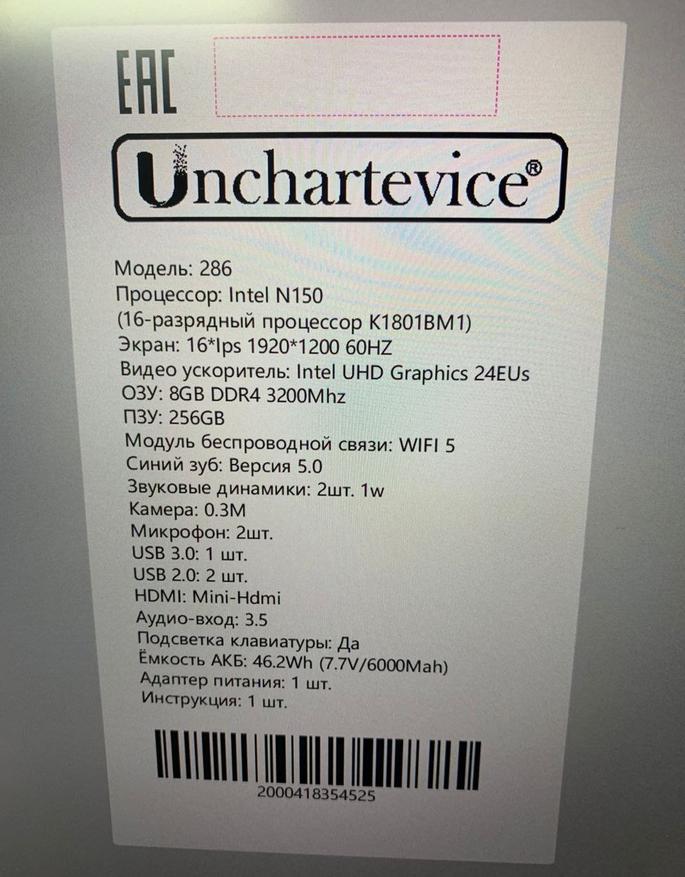 EAC
Unchartevice®
Модель: 286
Процессор: Intel N150
(16-разрядный процессор К1801ВМ1)
Экран: 16*Ips 1920*1200 60HZ
Видео ускоритель: Intel UHD Graphics 24EUs
ОЗУ: 8GB DDR4 3200Mhz
ПЗУ: 256GB
Модуль беспроводной связи: WIFI 5
Синий зуб: Версия 5.0
Звуковые динамики: 2шт. 1w
Камера: 0.3М
Микрофон: 2шт.
USB 3.0: 1 шт.
USB 2.0: 2 шт.
HDMI: Mini-Hdmi
Аудио-вход: 3.5
Подсветка клавиатуры: Да
Ёмкость АКБ: 46.2Wh (7.7V/6000Mah)
Адаптер питания: 1 шт.
Инструкция: 1 шт.
2000418354525